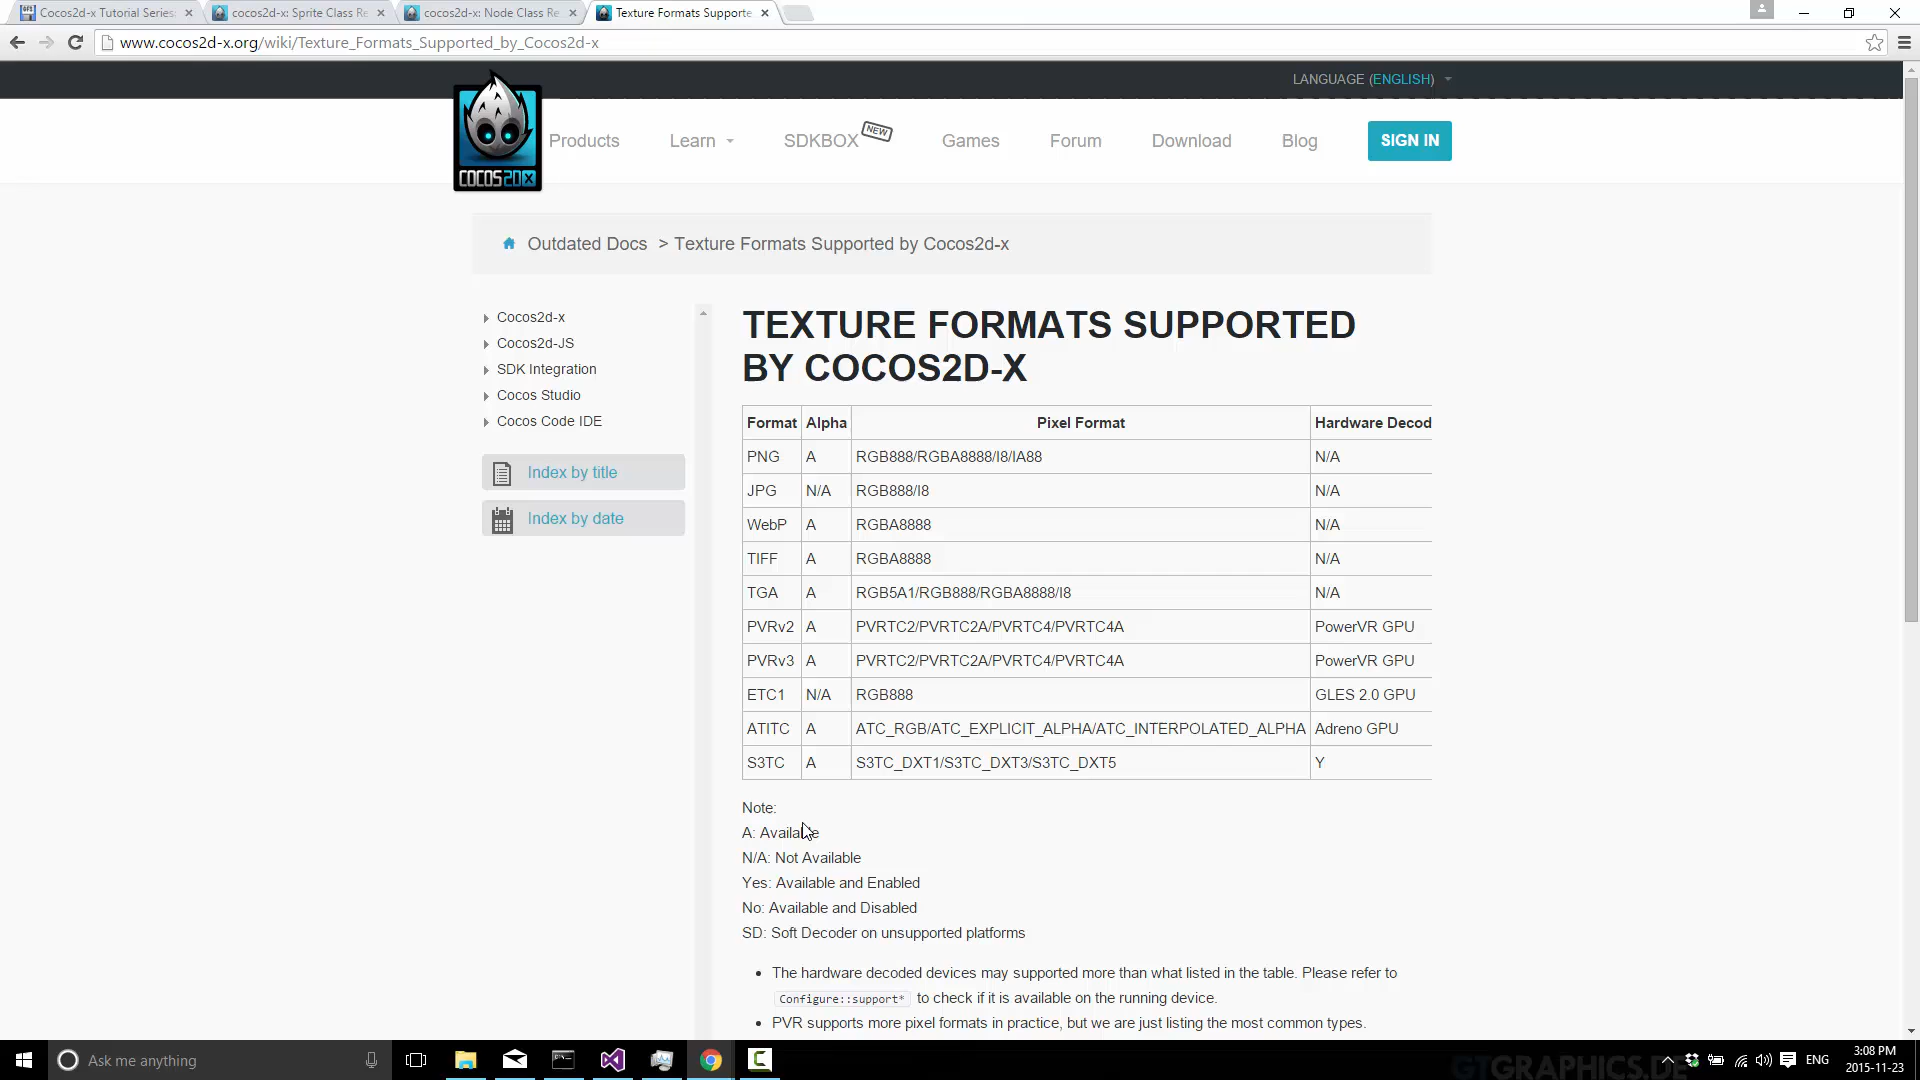 Cocos2d-x Tutorial Series:
cocos2d-x: Sprite Class Re
cocos2d-x: Node Class Re
Texture Formats Supporte
www.cocos2d-x.org/wiki/Texture_Formats_Supported_by_Cocos2d-x
LANGUAGE (ENGLISH)
COCOS2DX
Products
Learn
SDKBOX
NEW
Games
Forum
Download
Blog
SIGN IN
Outdated Docs > Texture Formats Supported by Cocos2d-x
Cocos2d-x
Cocos2d-JS
SDK Integration
Cocos Studio
Cocos Code IDE
Index by title
Index by date
TEXTURE FORMATS SUPPORTED
BY COCOS2D-X
Format Alpha Pixel Format Hardware Decod
PNG A RGB888/RGBA8888/I8/IA88 N/A
JPG N/A RGB888/I8 N/A
WebP A RGBA8888 N/A
TIFF A RGBA8888 N/A
TGA A RGB5A1/RGB888/RGBA8888/I8 N/A
PVRv2 A PVRTC2/PVRTC2A/PVRTC4/PVRTC4A PowerVR GPU
PVRv3 A PVRTC2/PVRTC2A/PVRTC4/PVRTC4A PowerVR GPU
ETC1 N/A RGB888 GLES 2.0 GPU
ATITC A ATC_RGB/ATC_EXPLICIT_ALPHA/ATC_INTERPOLATED_ALPHA Adreno GPU
S3TC A S3TC_DXT1/S3TC_DXT3/S3TC_DXT5 Y
Note:
A: Available
N/A: Not Available
Yes: Available and Enabled
No: Available and Disabled
SD: Soft Decoder on unsupported platforms
• The hardware decoded devices may supported more than what listed in the table. Please refer to
Configure::support* to check if it is available on the running device.
• PVR supports more pixel formats in practice, but we are just listing the most common types.
Ask me anything
GTGRAPHICS.DE
ENG
3:08 PM
2015-11-23